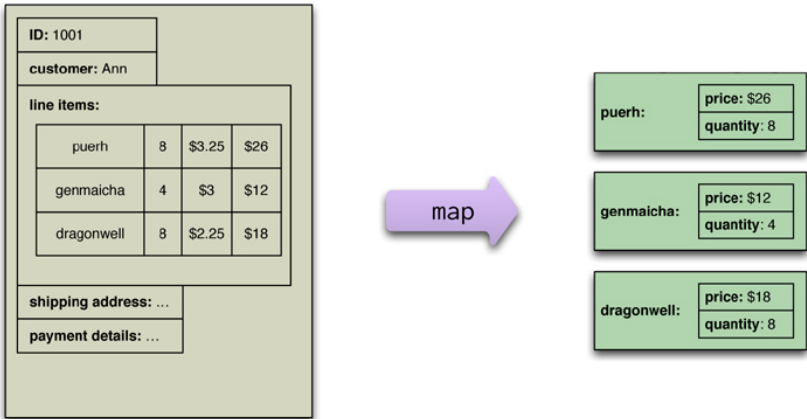 ID: 1001
customer: Ann
line items:
puerh 8 $3.25 $26
genmaicha 4 $3 $12
dragonwell 8 $2.25 $18
shipping address: ...
payment details: ...
map
puerh:
price: $26
quantity: 8
genmaicha:
price: $12
quantity: 4
dragonwell:
price: $18
quantity: 8